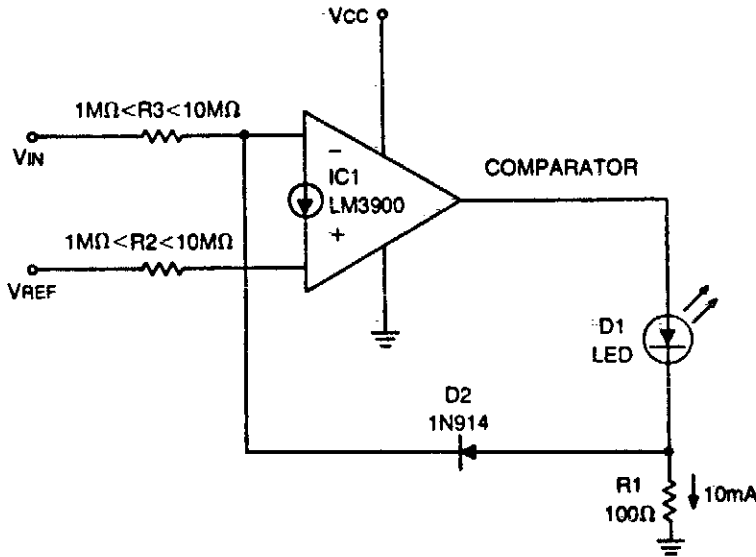 VCC
1MΩ<R3<10MΩ
VIN
−
IC1
LM3900
+
COMPARATOR
1MΩ<R2<10MΩ
VREF
D1
LED
D2
1N914
R1
100Ω
10mA